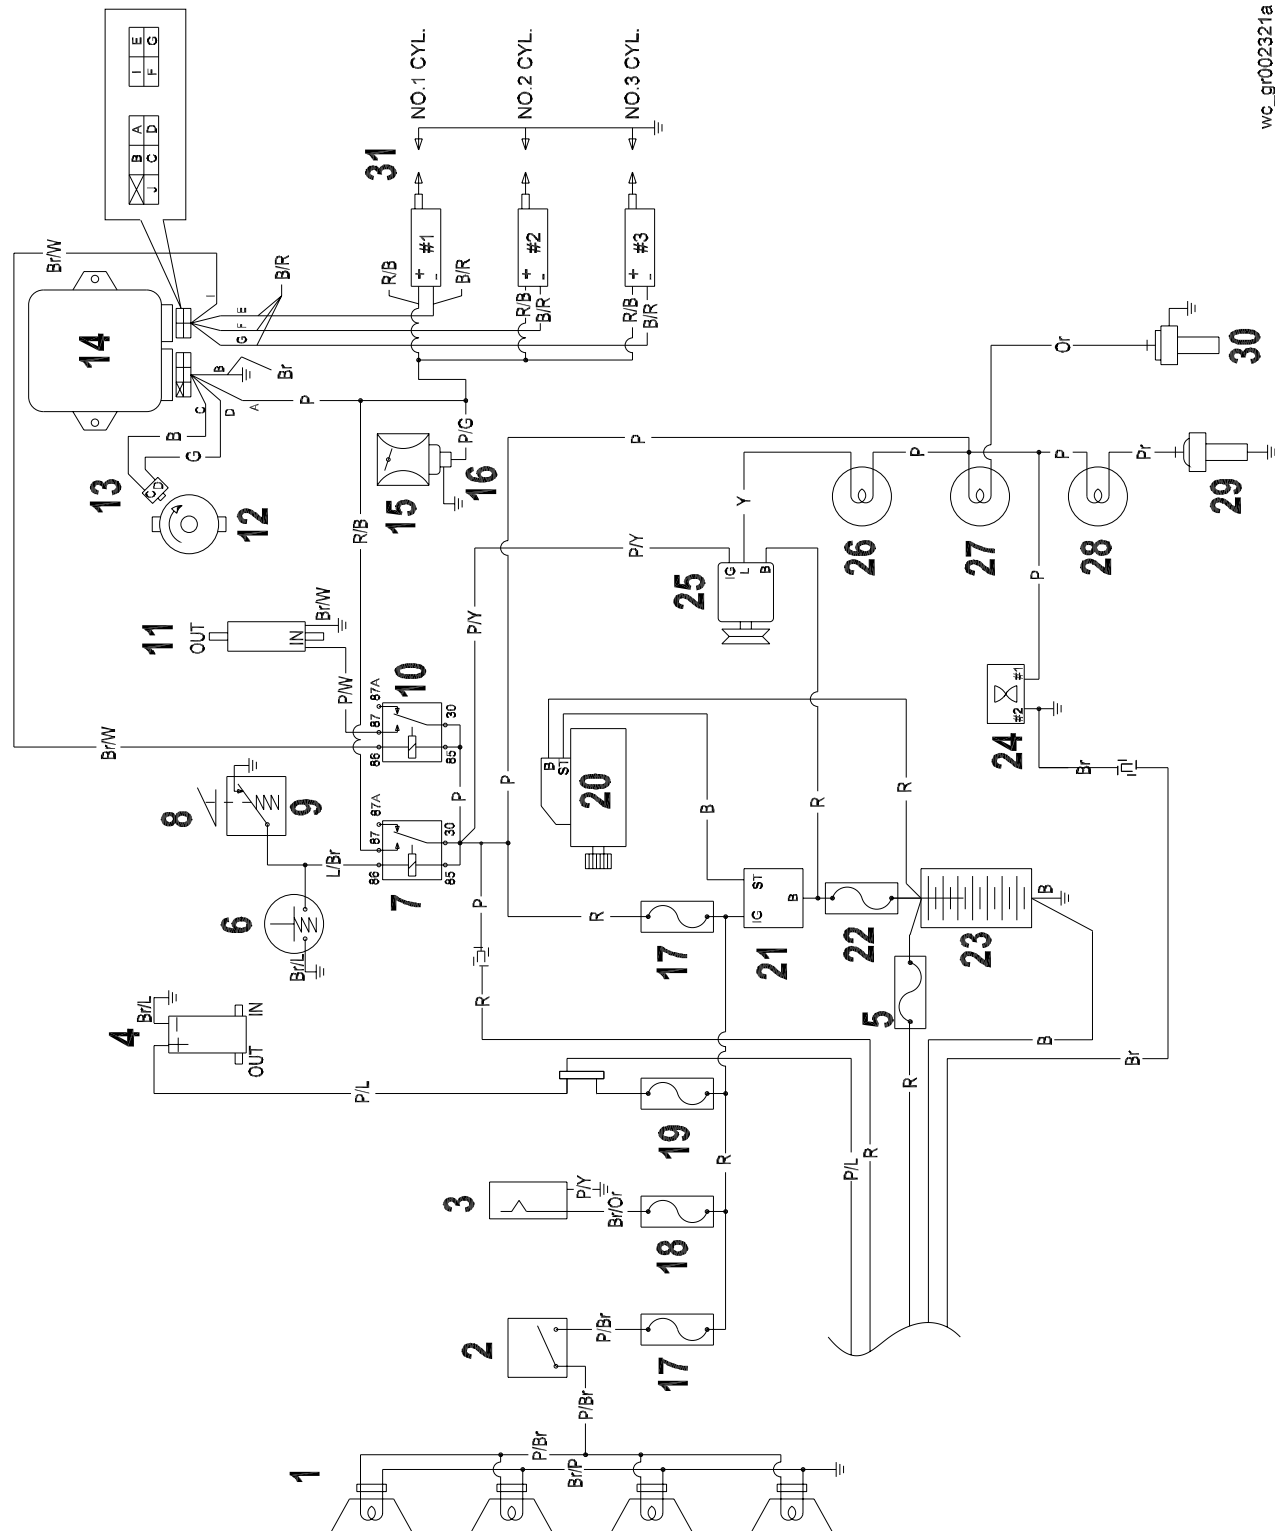 Br/W
Br/W
14
13
C
D
B
G
12
11
OUT
IN
P/W
Br/W
8
9
6
Br/L
L/Br
4
Br/L
OUT
IN
P/L
1
P/Br
Br/P
P/Br
2
P/Br
17
3
P/Y
Br/Or
18
R
19
7
86
87
87A
85
30
10
86
87
87A
85
30
P
P
R
P/Y
P/Y
P
P
R
17
R/B
15
16
P/G
P
C
D
A
B
Br
G
F
E
I
B/R
J
C
D
B
A
F
G
I
E
R/B
B/R
+
-
#1
31
NO.1 CYL.
R/B
B/R
+
-
#2
NO.2 CYL.
R/B
B/R
+
-
#3
NO.3 CYL.
20
B
ST
B
R
R
21
IG
ST
B
22
23
B
5
R
B
Br
P/L
R
25
IG
L
B
Y
26
27
28
P
P
P
Pr
Or
24
#2
#1
Br
29
30
wc_gr002321a